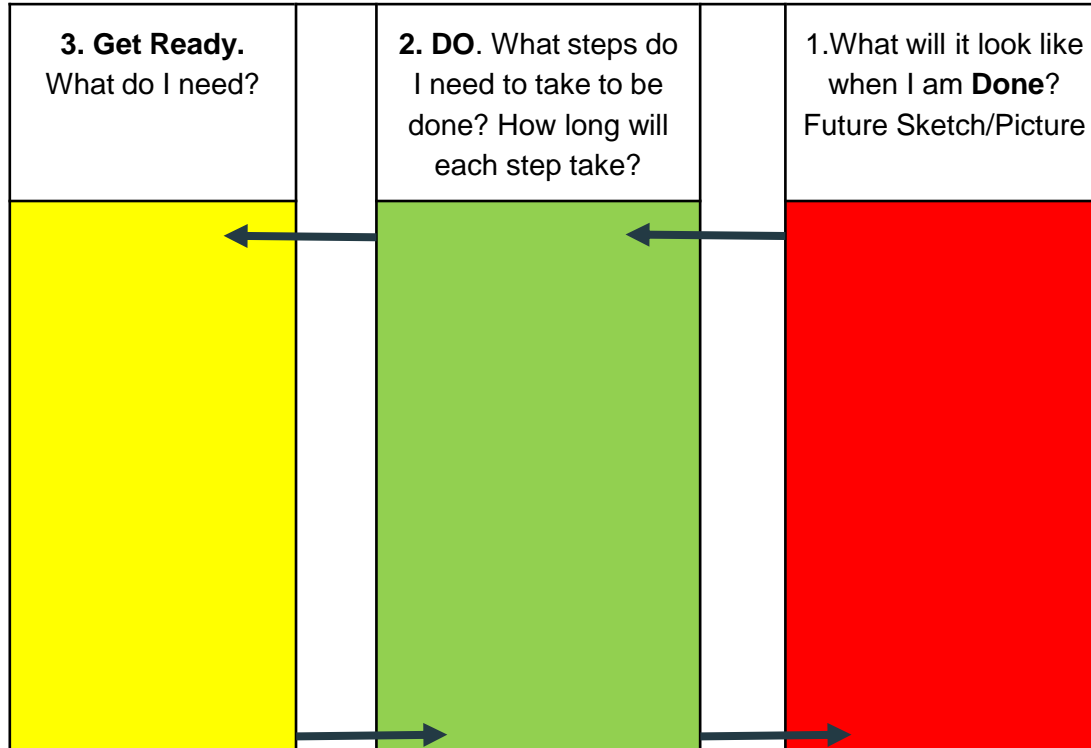 3. Get Ready.
What do I need?
2. DO. What steps do
I need to take to be
done? How long will
each step take?
1.What will it look like
when I am Done?
Future Sketch/Picture